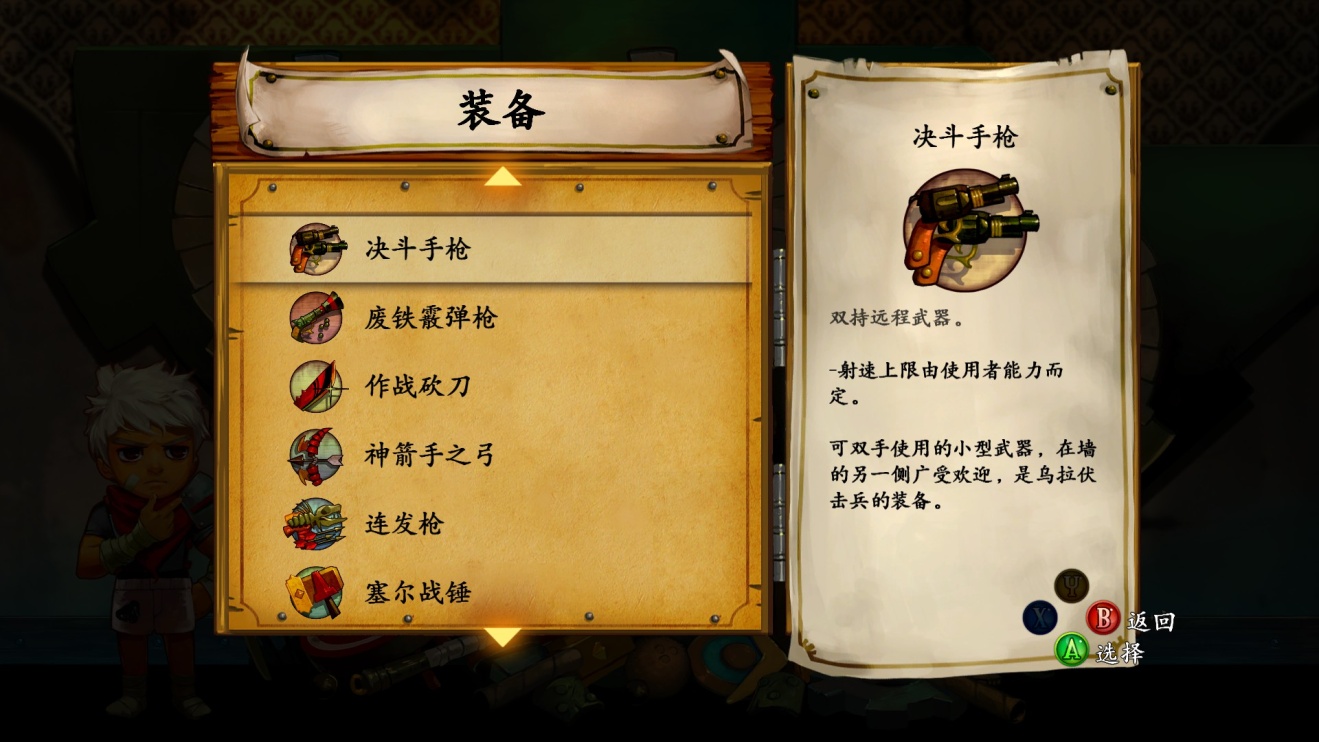 装备
决斗手枪
废铁霰弹枪
作战砍刀
神箭手之弓
连发枪
塞尔战锤
决斗手枪
双持远程武器。
-射速上限由使用者能力而
定。
可双手使用的小型武器，在墙
的另一侧广受欢迎，是乌拉伏
击兵的装备。
Y
X
B 返回
A 选择